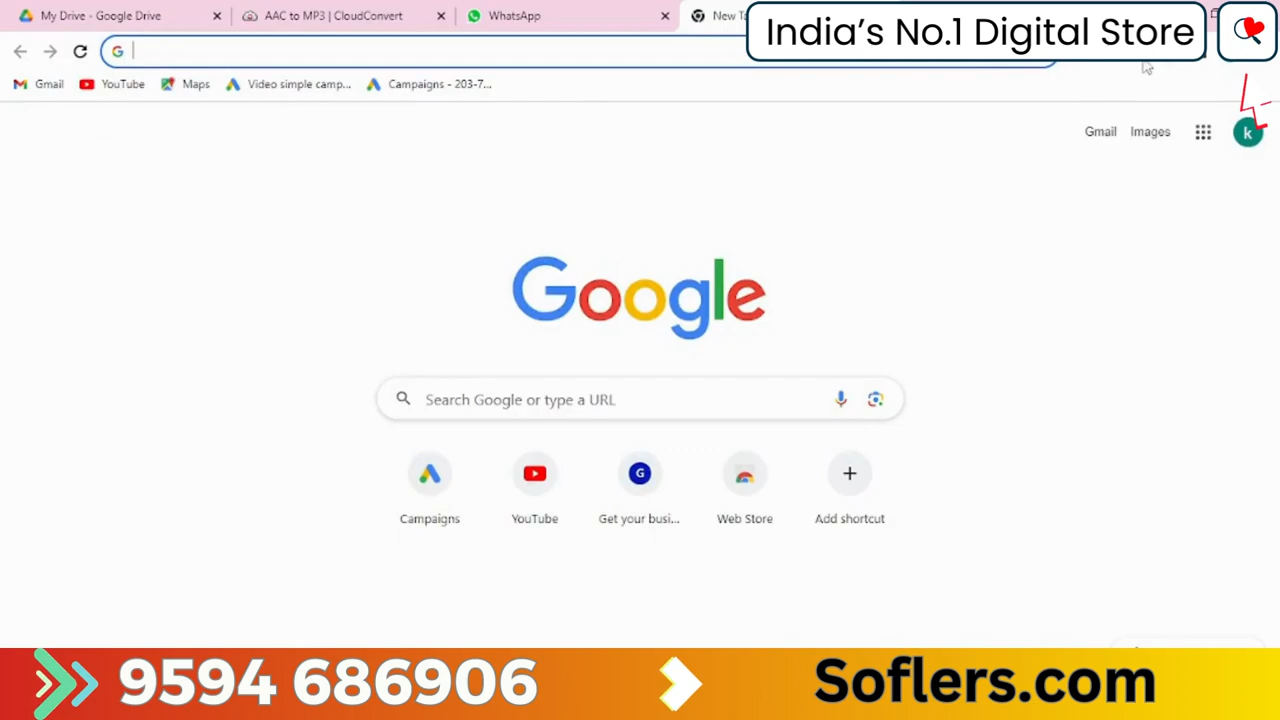 My Drive - Google Drive
AAC to MP3 | CloudConvert
WhatsApp
New
India's No.1 Digital Store
Gmail
YouTube
Maps
Video simple camp...
Campaigns - 203-7...
Gmail
Images
k
Google
Search Google or type a URL
G
Campaigns
YouTube
Get your busi...
Web Store
Add shortcut
9594 686906
Soflers.com